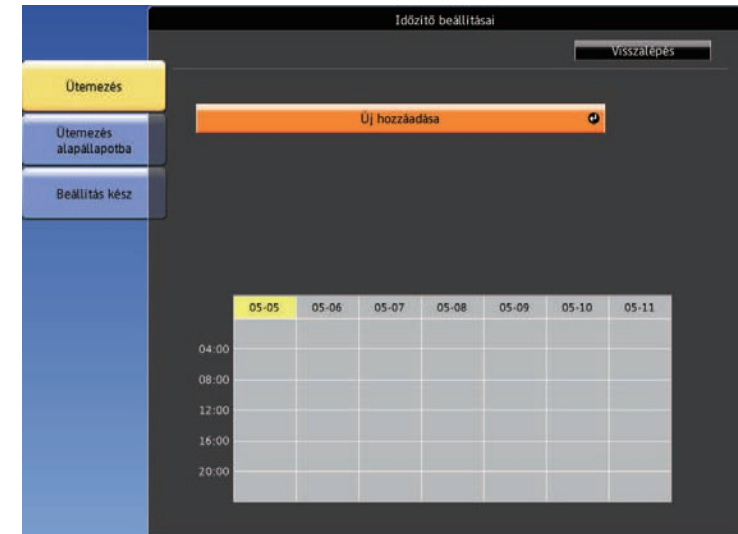 Időzítő beállításai
Visszalépés
Ütemezés
Ütemezés
alapállapotba
Beállítás kész
Új hozzáadása
05-05 05-06 05-07 05-08 05-09 05-10 05-11
04:00
08:00
12:00
16:00
20:00